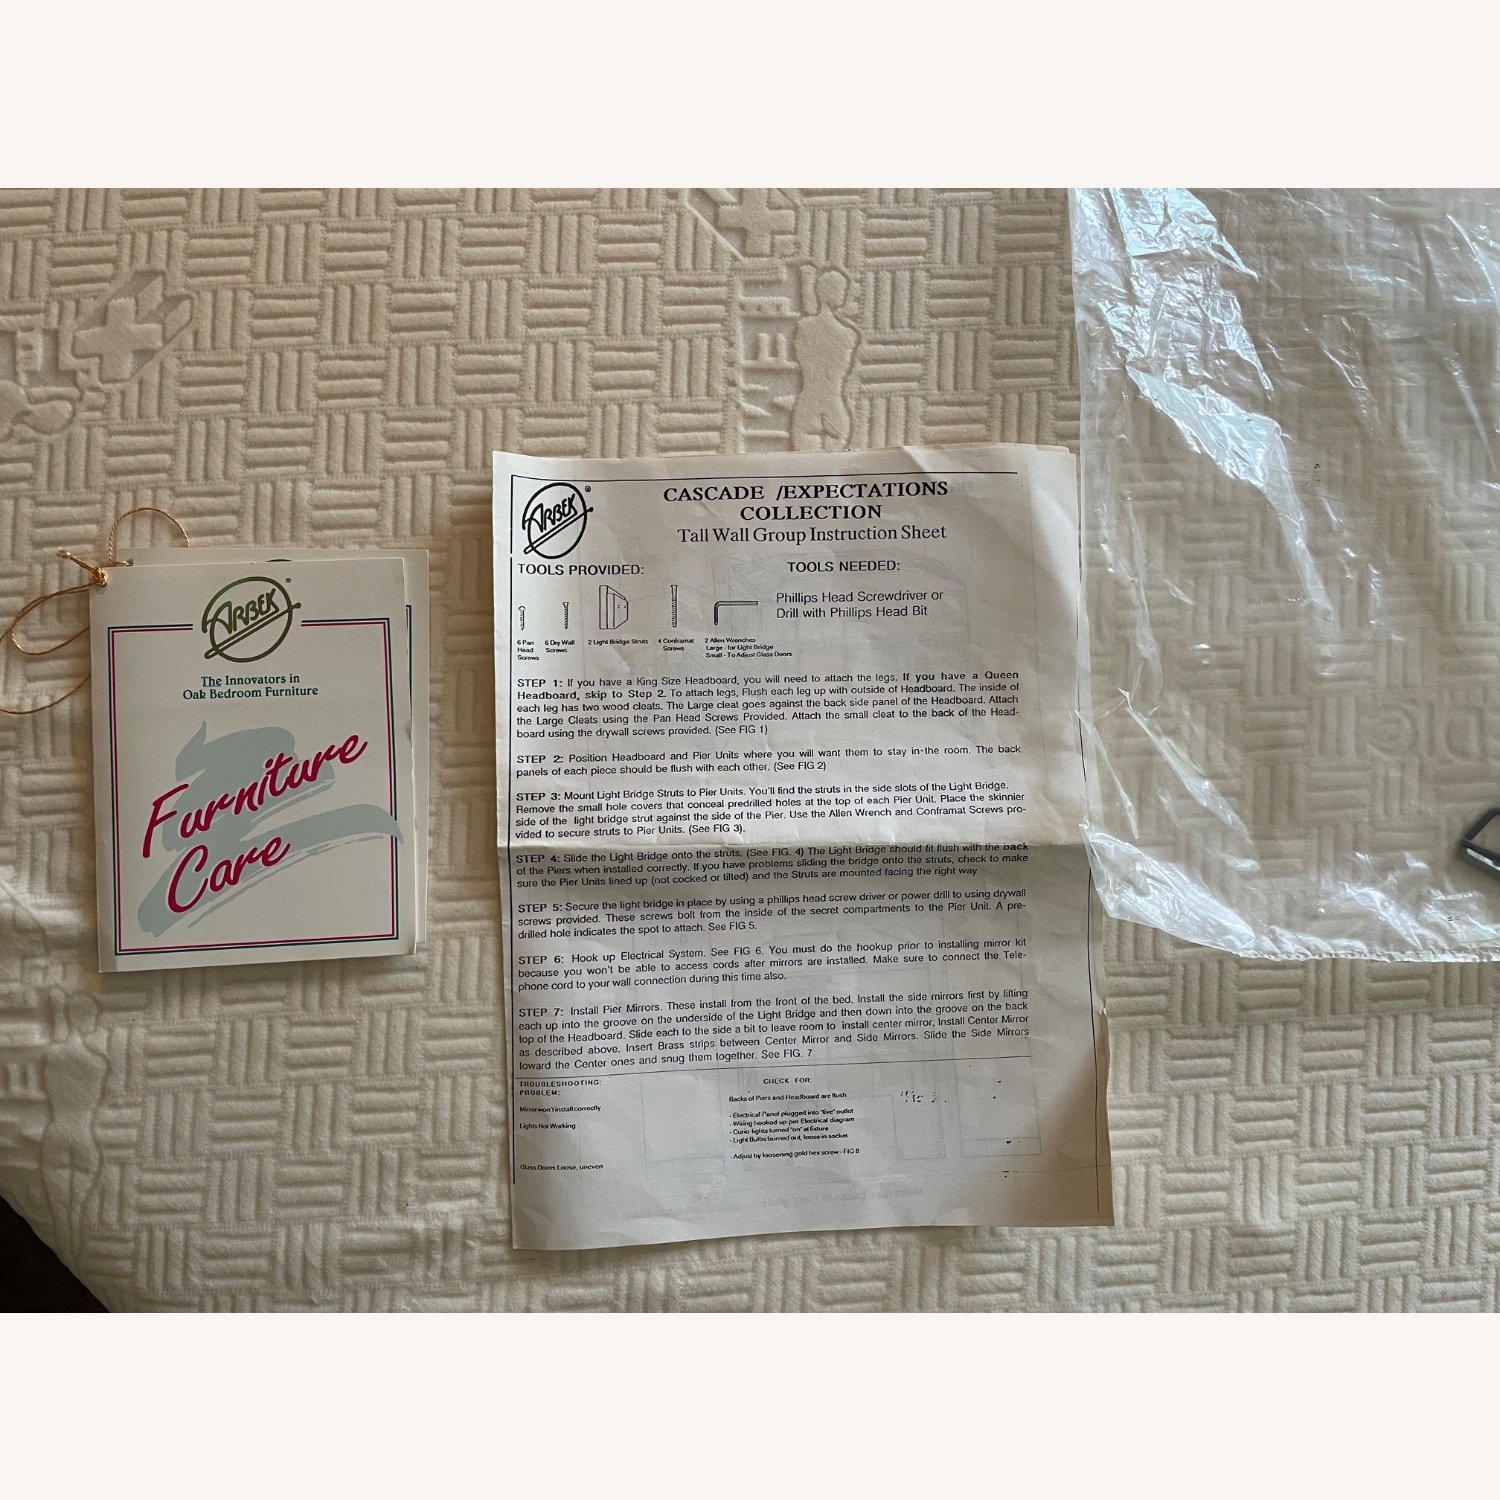 ARBEK
®
The Innovators in
Oak Bedroom Furniture
Furniture
Care
ARBEK
®
CASCADE /EXPECTATIONS
COLLECTION
Tall Wall Group Instruction Sheet
TOOLS PROVIDED:
TOOLS NEEDED:
Phillips Head Screwdriver or
Drill with Phillips Head Bit
6 Pan
Head
Screws
6 Dry Wall
Screws
2 Light Bridge Struts
4 Conframat
Screws
2 Allen Wrenches
Large - for Light Bridge
Small - To Adjust Glass Doors
STEP 1: If you have a King Size Headboard, you will need to attach the legs. If you have a Queen
Headboard, skip to Step 2. To attach legs, Flush each leg up with outside of Headboard. The inside of
each leg has two wood cleats. The Large cleat goes against the back side panel of the Headboard. Attach
the Large Cleats using the Pan Head Screws Provided. Attach the small cleat to the back of the Head-
board using the drywall screws provided. (See FIG 1)
STEP 2: Position Headboard and Pier Units where you will want them to stay in the room. The back
panels of each piece should be flush with each other. (See FIG 2)
STEP 3: Mount Light Bridge Struts to Pier Units. You'll find the struts in the side slots of the Light Bridge.
Remove the small hole covers that conceal predrilled holes at the top of each Pier Unit. Place the skinnier
side of the light bridge strut against the side of the Pier. Use the Allen Wrench and Conframat Screws pro-
vided to secure struts to Pier Units. (See FIG 3).
STEP 4: Slide the Light Bridge onto the struts. (See FIG. 4) The Light Bridge should fit flush with the back
of the Piers when installed correctly. If you have problems sliding the bridge onto the struts, check to make
sure the Pier Units lined up (not cocked or tilted) and the Struts are mounted facing the right way
STEP 5: Secure the light bridge in place by using a phillips head screw driver or power drill to using drywall
screws provided. These screws bolt from the inside of the secret compartments to the Pier Unit. A pre-
drilled hole indicates the spot to attach. See FIG 5.
STEP 6: Hook up Electrical System. See FIG 6. You must do the hookup prior to installing mirror kit
because you won't be able to access cords after mirrors are installed. Make sure to connect the Tele-
phone cord to your wall connection during this time also.
STEP 7: Install Pier Mirrors. These install from the front of the bed. Install the side mirrors first by lifting
each up into the groove on the underside of the Light Bridge and then down into the groove on the back
top of the Headboard. Slide each to the side a bit to leave room to install center mirror. Install Center Mirror
as described above. Insert Brass strips between Center Mirror and Side Mirrors. Slide the Side Mirrors
toward the Center ones and snug them together. See FIG. 7
TROUBLESHOOTING:
PROBLEM:
CHECK FOR:
Mirror won't install correctly
Backs of Piers and Headboard are flush
Lights Not Working
- Electrical Panel plugged into "live" outlet
- Wiring hooked up per Electrical diagram
- Curio lights turned "on" at fixture
- Light Bulbs burned out, loose in socket
Glass Doors Loose, uneven
- Adjust by loosening gold hex screw - FIG 8